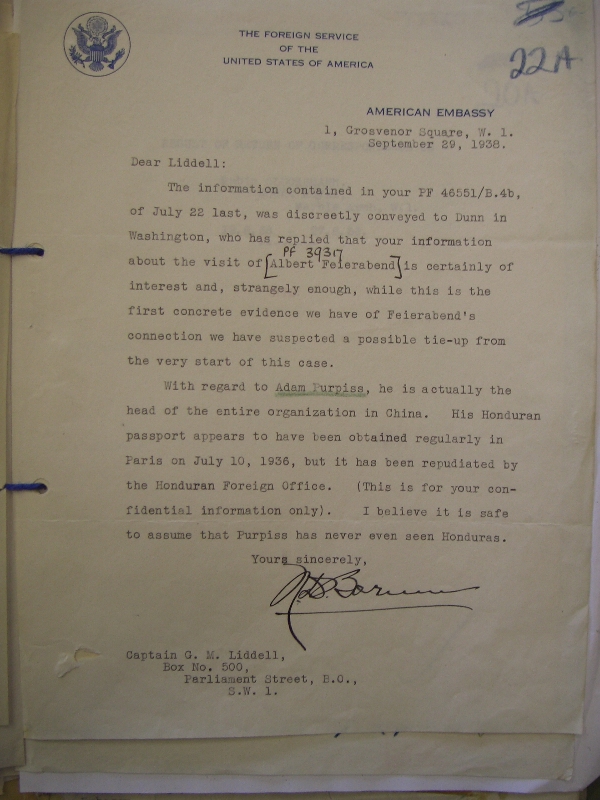 22A
THE FOREIGN SERVICE
OF THE
UNITED STATES OF AMERICA
AMERICAN EMBASSY
1, Grosvenor Square, W. 1.
September 29, 1938.
Dear Liddell:
The information contained in your PF 46551/B.4b,
of July 22 last, was discreetly conveyed to Dunn in
Washington, who has replied that your information
PF 39317
about the visit of [Albert Feierabend] is certainly of
interest and, strangely enough, while this is the
first concrete evidence we have of Feierabend's
connection we have suspected a possible tie-up from
the very start of this case.
With regard to Adam Purpiss, he is actually the
head of the entire organization in China. His Honduran
passport appears to have been obtained regularly in
Paris on July 10, 1936, but it has been repudiated by
the Honduran Foreign Office. (This is for your con-
fidential information only). I believe it is safe
to assume that Purpiss has never even seen Honduras.
Yours sincerely,
Captain G. M. Liddell,
Box No. 500,
Parliament Street, B.O.,
S.W. 1.